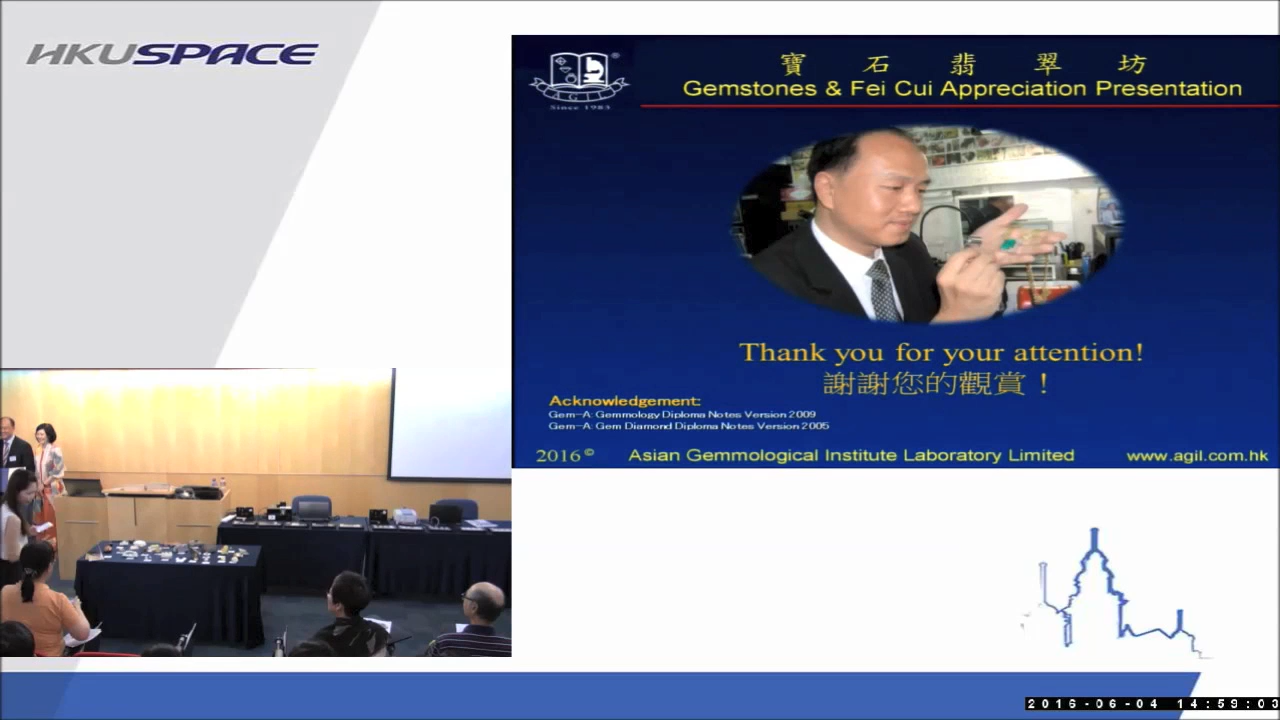 HKUSPACE
AGIL
Since 1983
寶石翡翠坊
Gemstones & Fei Cui Appreciation Presentation
Thank you for your attention!
謝謝您的觀賞！
Acknowledgement:
Gem-A: Gemmology Diploma Notes Version 2009
Gem-A: Gem Diamond Diploma Notes Version 2005
2016© Asian Gemmological Institute Laboratory Limited www.agil.com.hk
2016-06-04 14:59:03